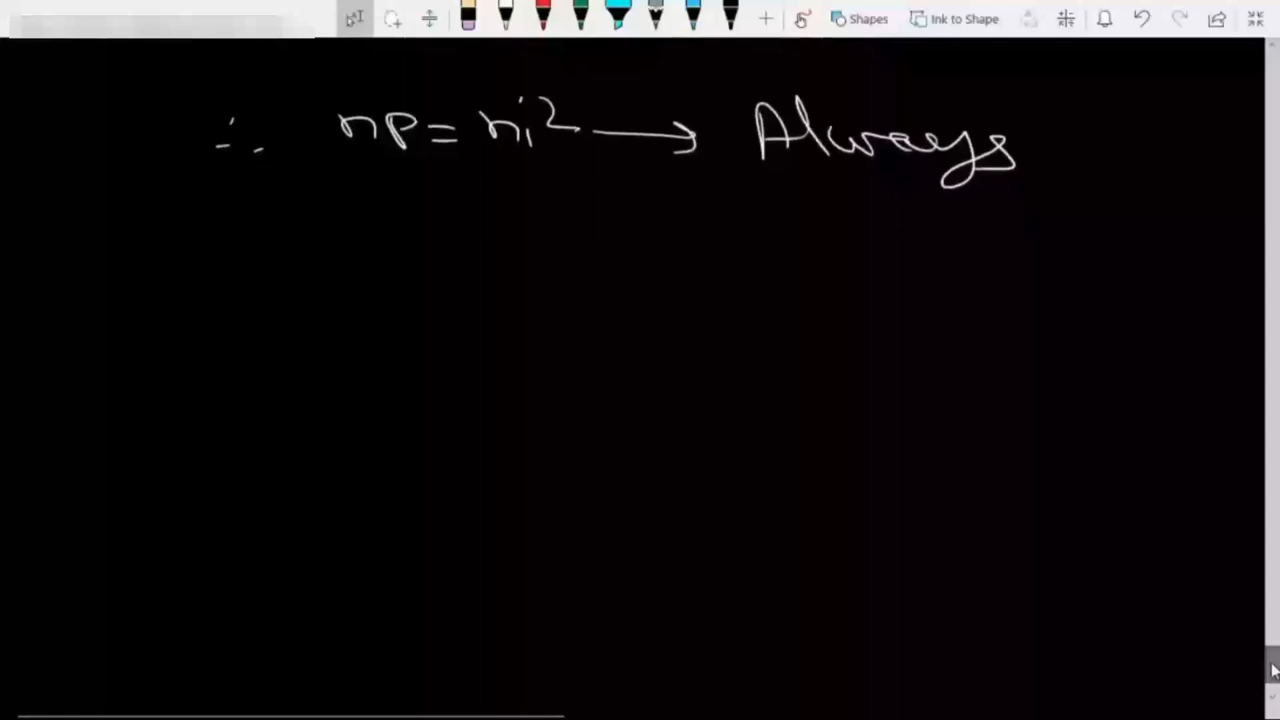 Shapes Ink to Shape
∴ np = ni² → Always